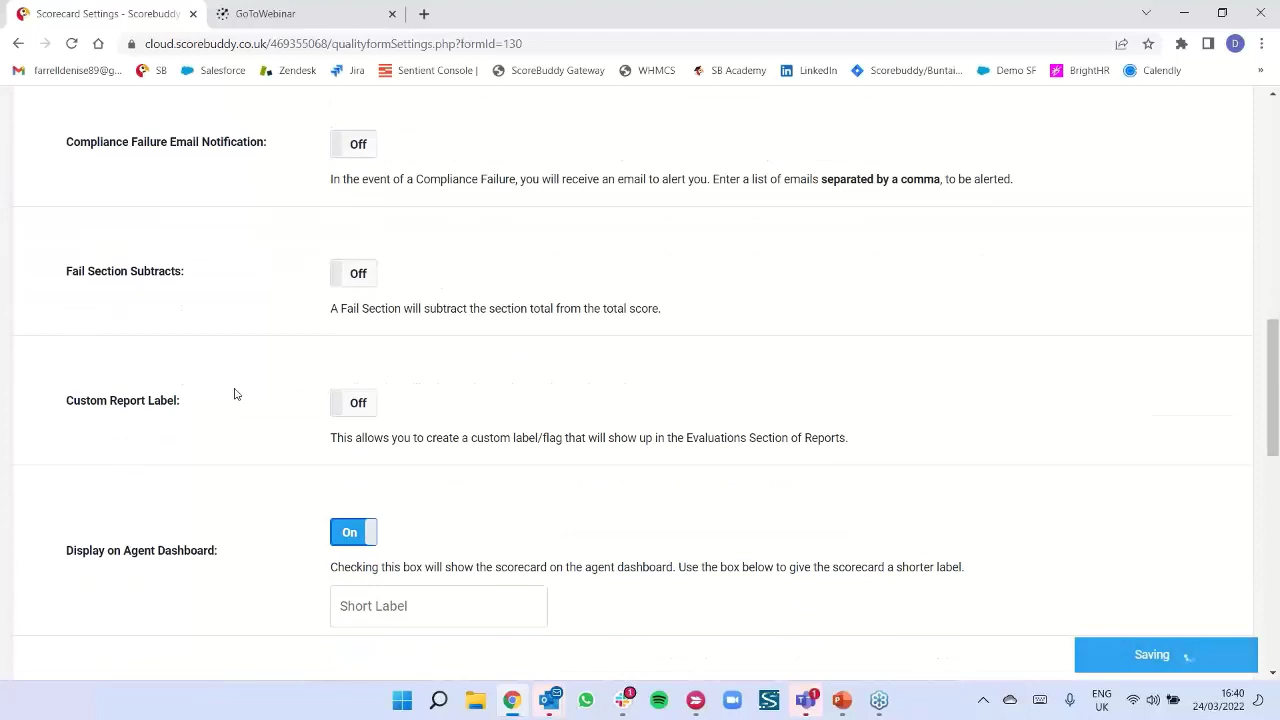 Scorecard Settings - Scorebuddy
GoToWebinar
cloud.scorebuddy.co.uk/469355068/qualityformSettings.php?formId=130
D
farrelldenise89@g...
SB
Salesforce
Zendesk
Jira
Sentient Console |
ScoreBuddy Gateway
WHMCS
SB Academy
LinkedIn
Scorebuddy/Buntai...
Demo SF
BrightHR
Calendly
»
Compliance Failure Email Notification:
Off
In the event of a Compliance Failure, you will receive an email to alert you. Enter a list of emails separated by a comma, to be alerted.
Fail Section Subtracts:
Off
A Fail Section will subtract the section total from the total score.
Custom Report Label:
Off
This allows you to create a custom label/flag that will show up in the Evaluations Section of Reports.
On
Display on Agent Dashboard:
Checking this box will show the scorecard on the agent dashboard. Use the box below to give the scorecard a shorter label.
Short Label
Saving
1
1
ENG
UK
16:40
24/03/2022